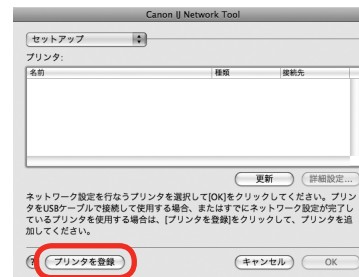 Canon IJ Network Tool
セットアップ
プリンタ:
名前 種類 接続先
更新 詳細設定...
ネットワーク設定を行なうプリンタを選択して[OK]をクリックしてください。プリン
タをUSBケーブルで接続して使用する場合、またはすでにネットワーク設定が完了し
ているプリンタを使用する場合は、[プリンタを登録]をクリックして、プリンタを追
加してください。
? プリンタを登録 キャンセル OK